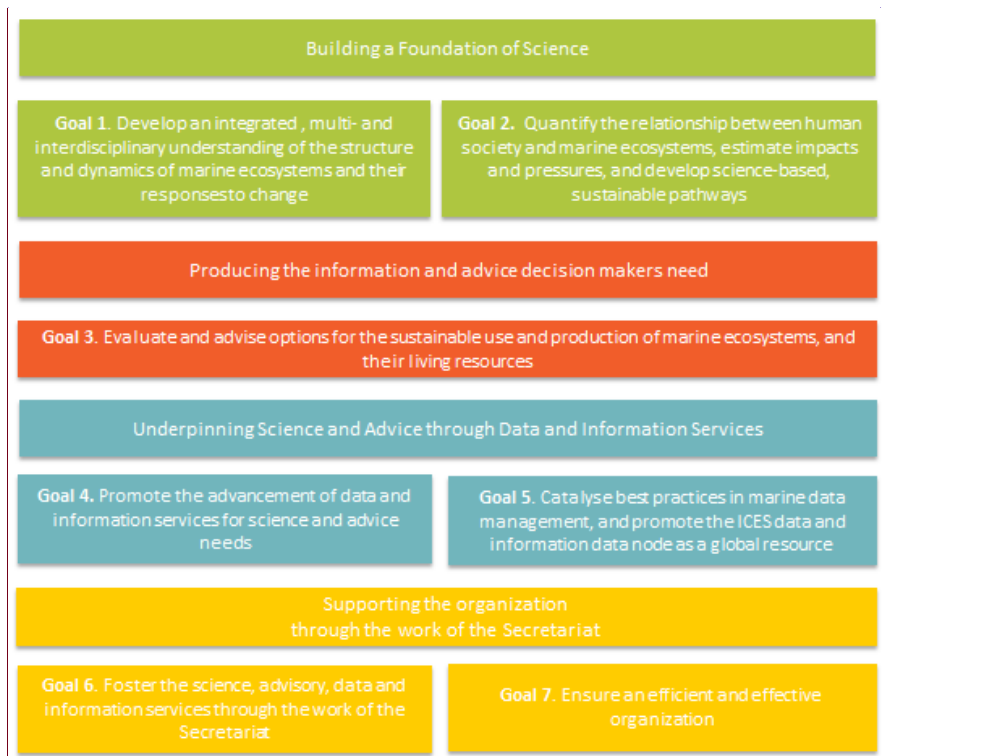 Building a Foundation of Science
Goal 1. Develop an integrated , multi- and
interdisciplinary understanding of the structure
and dynamics of marine ecosystems and their
responsesto change
Goal 2. Quantify the relationship between human
society and marine ecosystems, estimate impacts
and pressures, and develop science-based,
sustainable pathways
Producing the information and advice decision makers need
Goal 3. Evaluate and advise options for the sustainable use and production of marine ecosystems, and
their living resources
Underpinning Science and Advice through Data and Information Services
Goal 4. Promote the advancement of data and
information services for science and advice
needs
Goal 5. Catalyse best practices in marine data
management, and promote the ICES data and
information data node as a global resource
Supporting the organization
through the work of the Secretariat
Goal 6. Foster the science, advisory, data and
information services through the work of the
Secretariat
Goal 7. Ensure an efficient and effective
organization